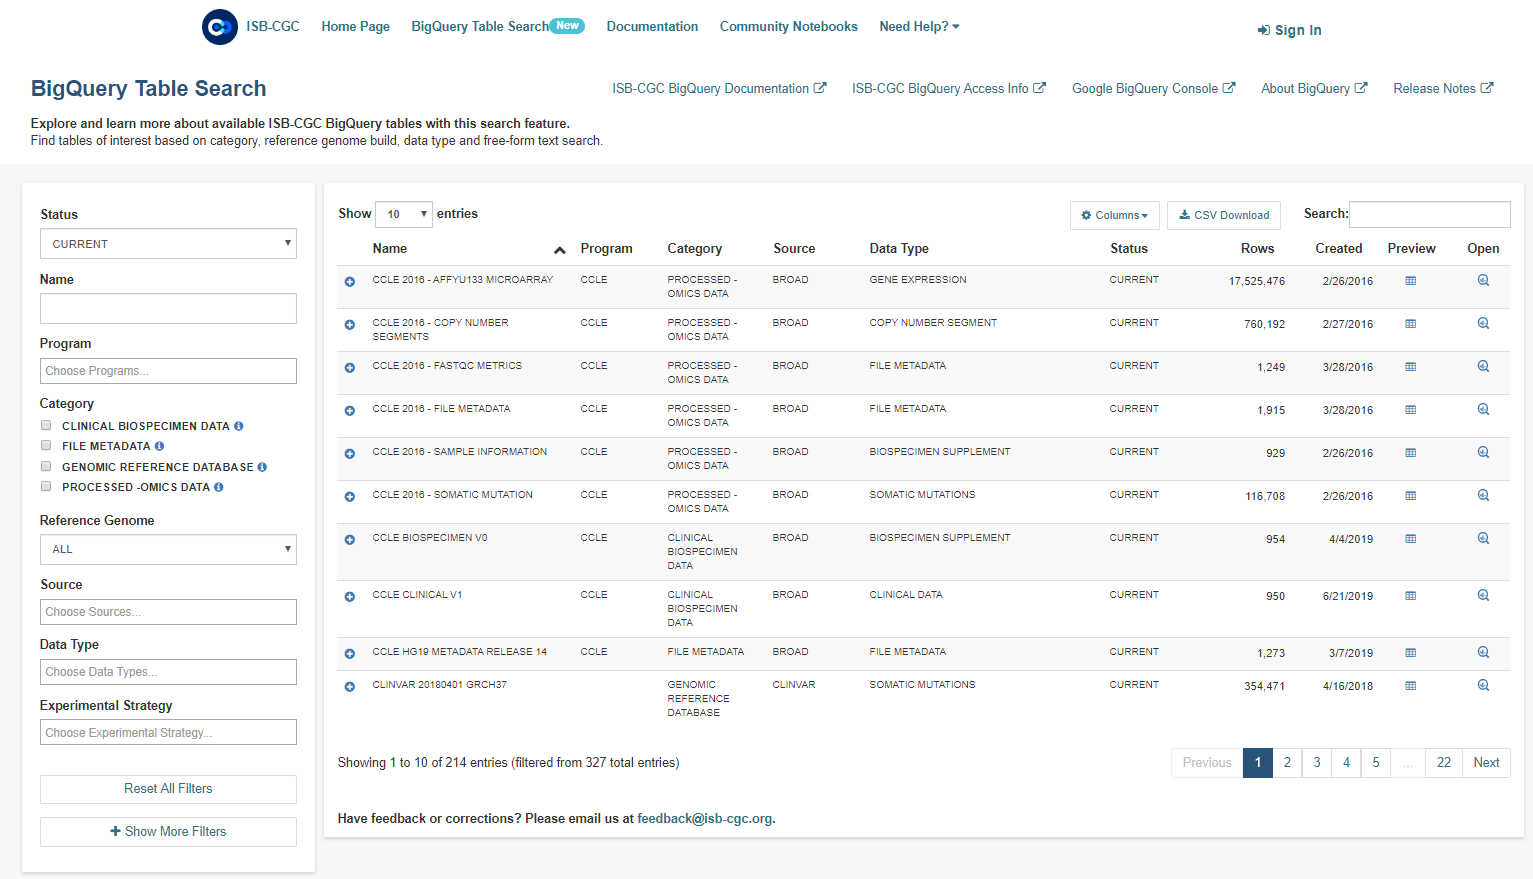 ISB-CGC Home Page BigQuery Table Search New Documentation Community Notebooks Need Help? Sign In
BigQuery Table Search
ISB-CGC BigQuery Documentation ISB-CGC BigQuery Access Info Google BigQuery Console About BigQuery Release Notes
Explore and learn more about available ISB-CGC BigQuery tables with this search feature.
Find tables of interest based on category, reference genome build, data type and free-form text search.
Status
CURRENT
Name
Program
Choose Programs...
Category
CLINICAL BIOSPECIMEN DATA
FILE METADATA
GENOMIC REFERENCE DATABASE
PROCESSED -OMICS DATA
Reference Genome
ALL
Source
Choose Sources...
Data Type
Choose Data Types...
Experimental Strategy
Choose Experimental Strategy...
Reset All Filters
Show More Filters
Show 10 entries Columns CSV Download Search:
Name Program Category Source Data Type Status Rows Created Preview Open
CCLE 2016 - AFFYU133 MICROARRAY CCLE PROCESSED - BROAD GENE EXPRESSION CURRENT 17,525,476 2/26/2016
OMICS DATA
CCLE 2016 - COPY NUMBER CCLE PROCESSED - BROAD COPY NUMBER SEGMENT CURRENT 760,192 2/27/2016
SEGMENTS OMICS DATA
CCLE 2016 - FASTQC METRICS CCLE PROCESSED - BROAD FILE METADATA CURRENT 1,249 3/28/2016
OMICS DATA
CCLE 2016 - FILE METADATA CCLE PROCESSED - BROAD FILE METADATA CURRENT 1,915 3/28/2016
OMICS DATA
CCLE 2016 - SAMPLE INFORMATION CCLE PROCESSED - BROAD BIOSPECIMEN SUPPLEMENT CURRENT 929 2/26/2016
OMICS DATA
CCLE 2016 - SOMATIC MUTATION CCLE PROCESSED - BROAD SOMATIC MUTATIONS CURRENT 116,708 2/26/2016
OMICS DATA
CCLE BIOSPECIMEN V0 CCLE CLINICAL BROAD BIOSPECIMEN SUPPLEMENT CURRENT 954 4/4/2019
BIOSPECIMEN
DATA
CCLE CLINICAL V1 CCLE CLINICAL BROAD CLINICAL DATA CURRENT 950 6/21/2019
BIOSPECIMEN
DATA
CCLE HG19 METADATA RELEASE 14 CCLE FILE METADATA BROAD FILE METADATA CURRENT 1,273 3/7/2019
CLINVAR 20180401 GRCH37 GENOMIC CLINVAR SOMATIC MUTATIONS CURRENT 354,471 4/16/2018
REFERENCE
DATABASE
Showing 1 to 10 of 214 entries (filtered from 327 total entries) Previous 1 2 3 4 5 ... 22 Next
Have feedback or corrections? Please email us at feedback@isb-cgc.org.